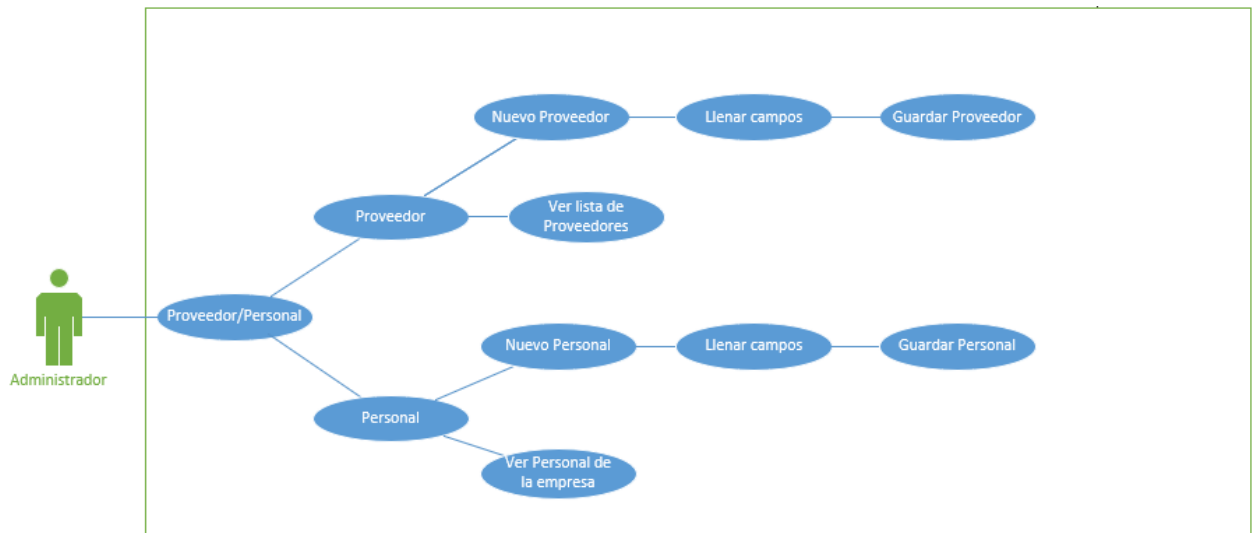 Nuevo Proveedor
Llenar campos
Guardar Proveedor
Proveedor
Ver lista de
Proveedores
Proveedor/Personal
Administrador
Nuevo Personal
Llenar campos
Guardar Personal
Personal
Ver Personal de
la empresa